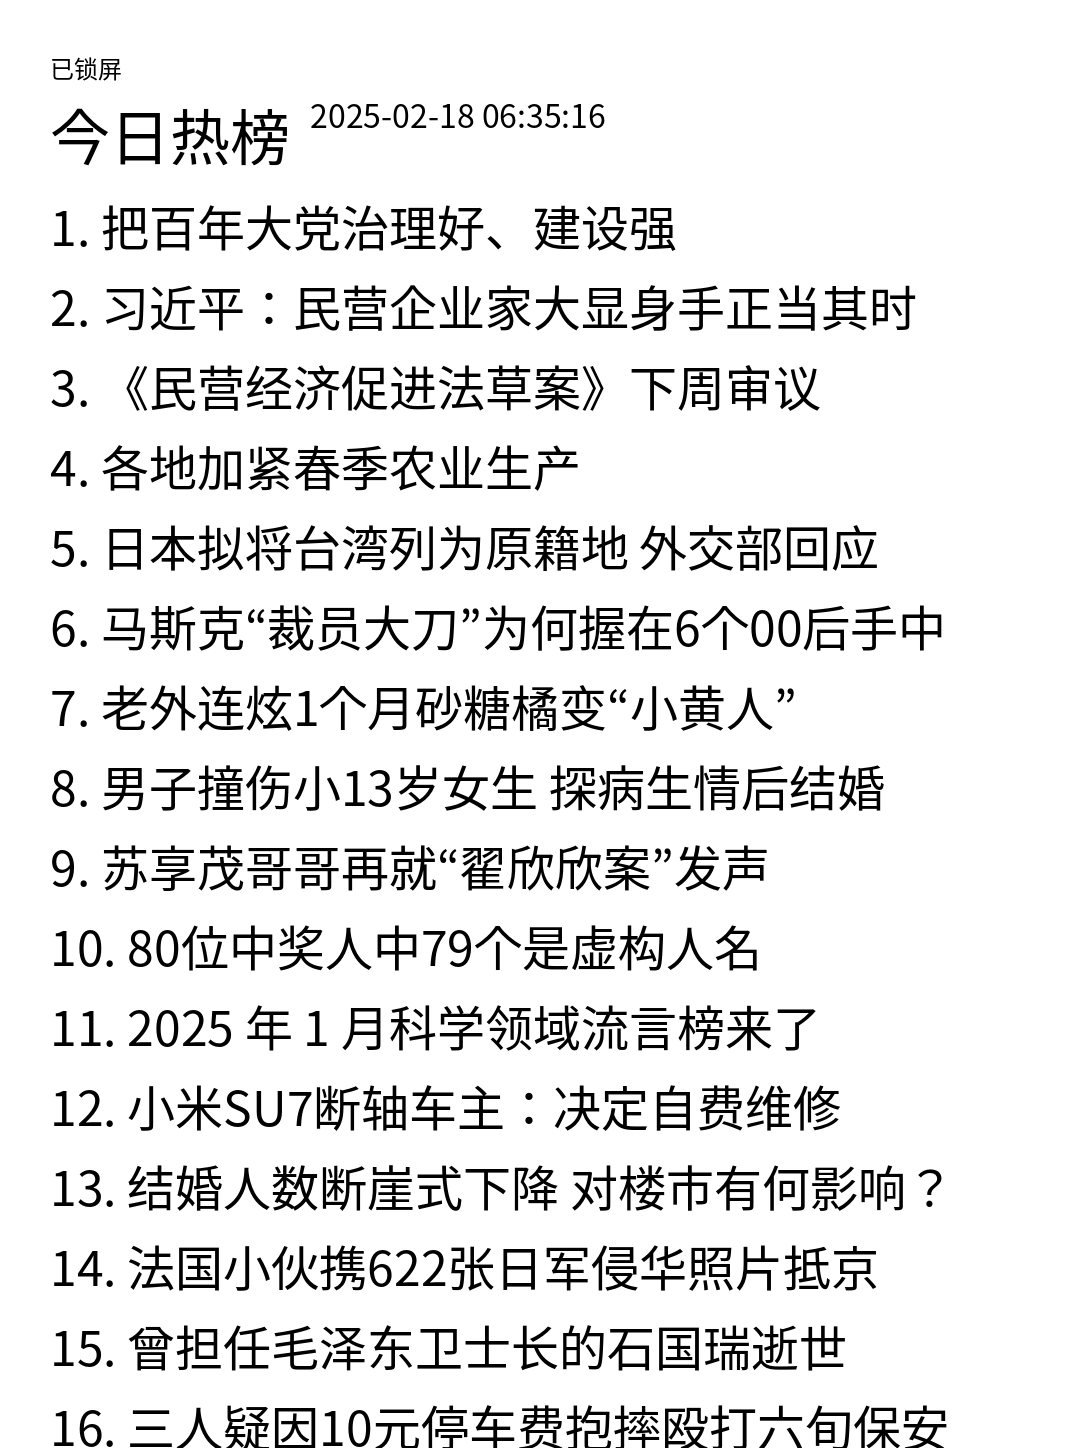 已锁屏
今日热榜 2025-02-18 06:35:16
1. 把百年大党治理好、建设强
2. 习近平：民营企业家大显身手正当其时
3. 《民营经济促进法草案》下周审议
4. 各地加紧春季农业生产
5. 日本拟将台湾列为原籍地 外交部回应
6. 马斯克“裁员大刀”为何握在6个00后手中
7. 老外连炫1个月砂糖橘变“小黄人”
8. 男子撞伤小13岁女生 探病生情后结婚
9. 苏享茂哥哥再就“翟欣欣案”发声
10. 80位中奖人中79个是虚构人名
11. 2025 年 1 月科学领域流言榜来了
12. 小米SU7断轴车主：决定自费维修
13. 结婚人数断崖式下降 对楼市有何影响？
14. 法国小伙携622张日军侵华照片抵京
15. 曾担任毛泽东卫士长的石国瑞逝世
16. 三人疑因10元停车费抱摔殴打六旬保安